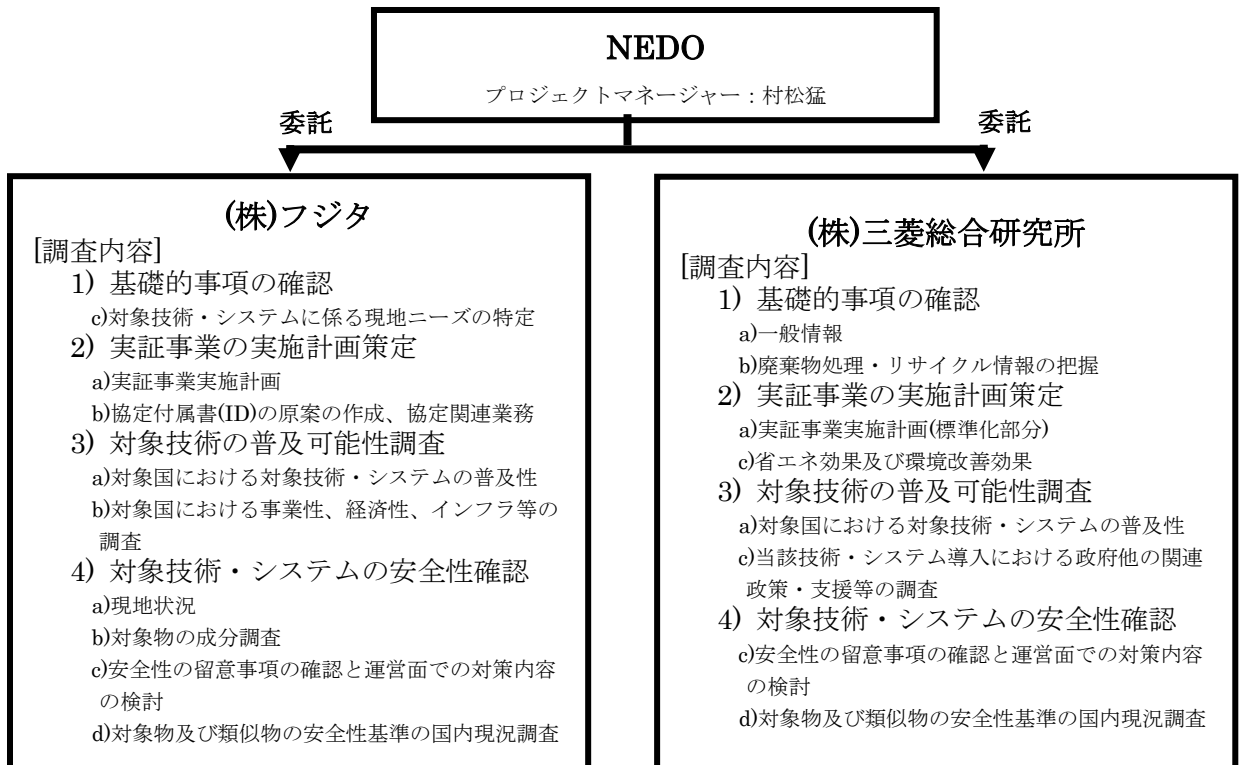 NEDO
プロジェクトマネージャー：村松猛
委託
委託
(株)フジタ
[調査内容]
1) 基礎的事項の確認
c)対象技術・システムに係る現地ニーズの特定
2) 実証事業の実施計画策定
a)実証事業実施計画
b)協定付属書(ID)の原案の作成、協定関連業務
3) 対象技術の普及可能性調査
a)対象国における対象技術・システムの普及性
b)対象国における事業性、経済性、インフラ等の
調査
4) 対象技術・システムの安全性確認
a)現地状況
b)対象物の成分調査
c)安全性の留意事項の確認と運営面での対策内容
の検討
d)対象物及び類似物の安全性基準の国内現況調査
(株)三菱総合研究所
[調査内容]
1) 基礎的事項の確認
a)一般情報
b)廃棄物処理・リサイクル情報の把握
2) 実証事業の実施計画策定
a)実証事業実施計画(標準化部分)
c)省エネ効果及び環境改善効果
3) 対象技術の普及可能性調査
a)対象国における対象技術・システムの普及性
c)当該技術・システム導入における政府他の関連
政策・支援等の調査
4) 対象技術・システムの安全性確認
c)安全性の留意事項の確認と運営面での対策内容
の検討
d)対象物及び類似物の安全性基準の国内現況調査